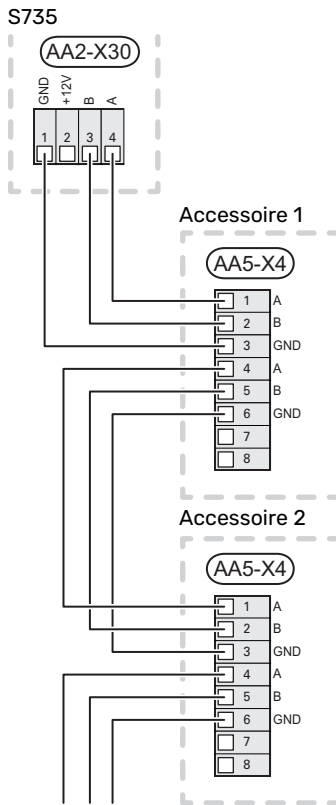 S735
AA2-X30
GND +12V B A
1 2 3 4
Accessoire 1
AA5-X4
1 A
2 B
3 GND
4 A
5 B
6 GND
7
8
Accessoire 2
AA5-X4
1 A
2 B
3 GND
4 A
5 B
6 GND
7
8